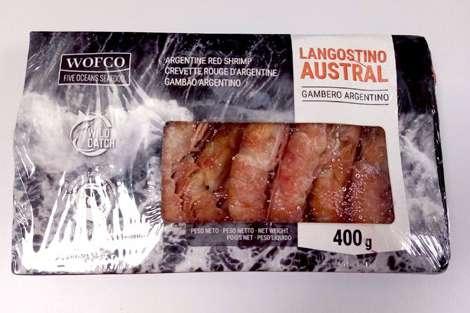 WOFCO
FIVE OCEANS SEAFOOD
ARGENTINE RED SHRIMP
CREVETTE ROUGE D'ARGENTINE
GAMBÃO ARGENTINO
LANGOSTINO
AUSTRAL
GAMBERO ARGENTINO
WILD
CATCH
PESO NETO · PESO NETTO · NET WEIGHT
POIDS NET · PESO LÍQUIDO
400 g